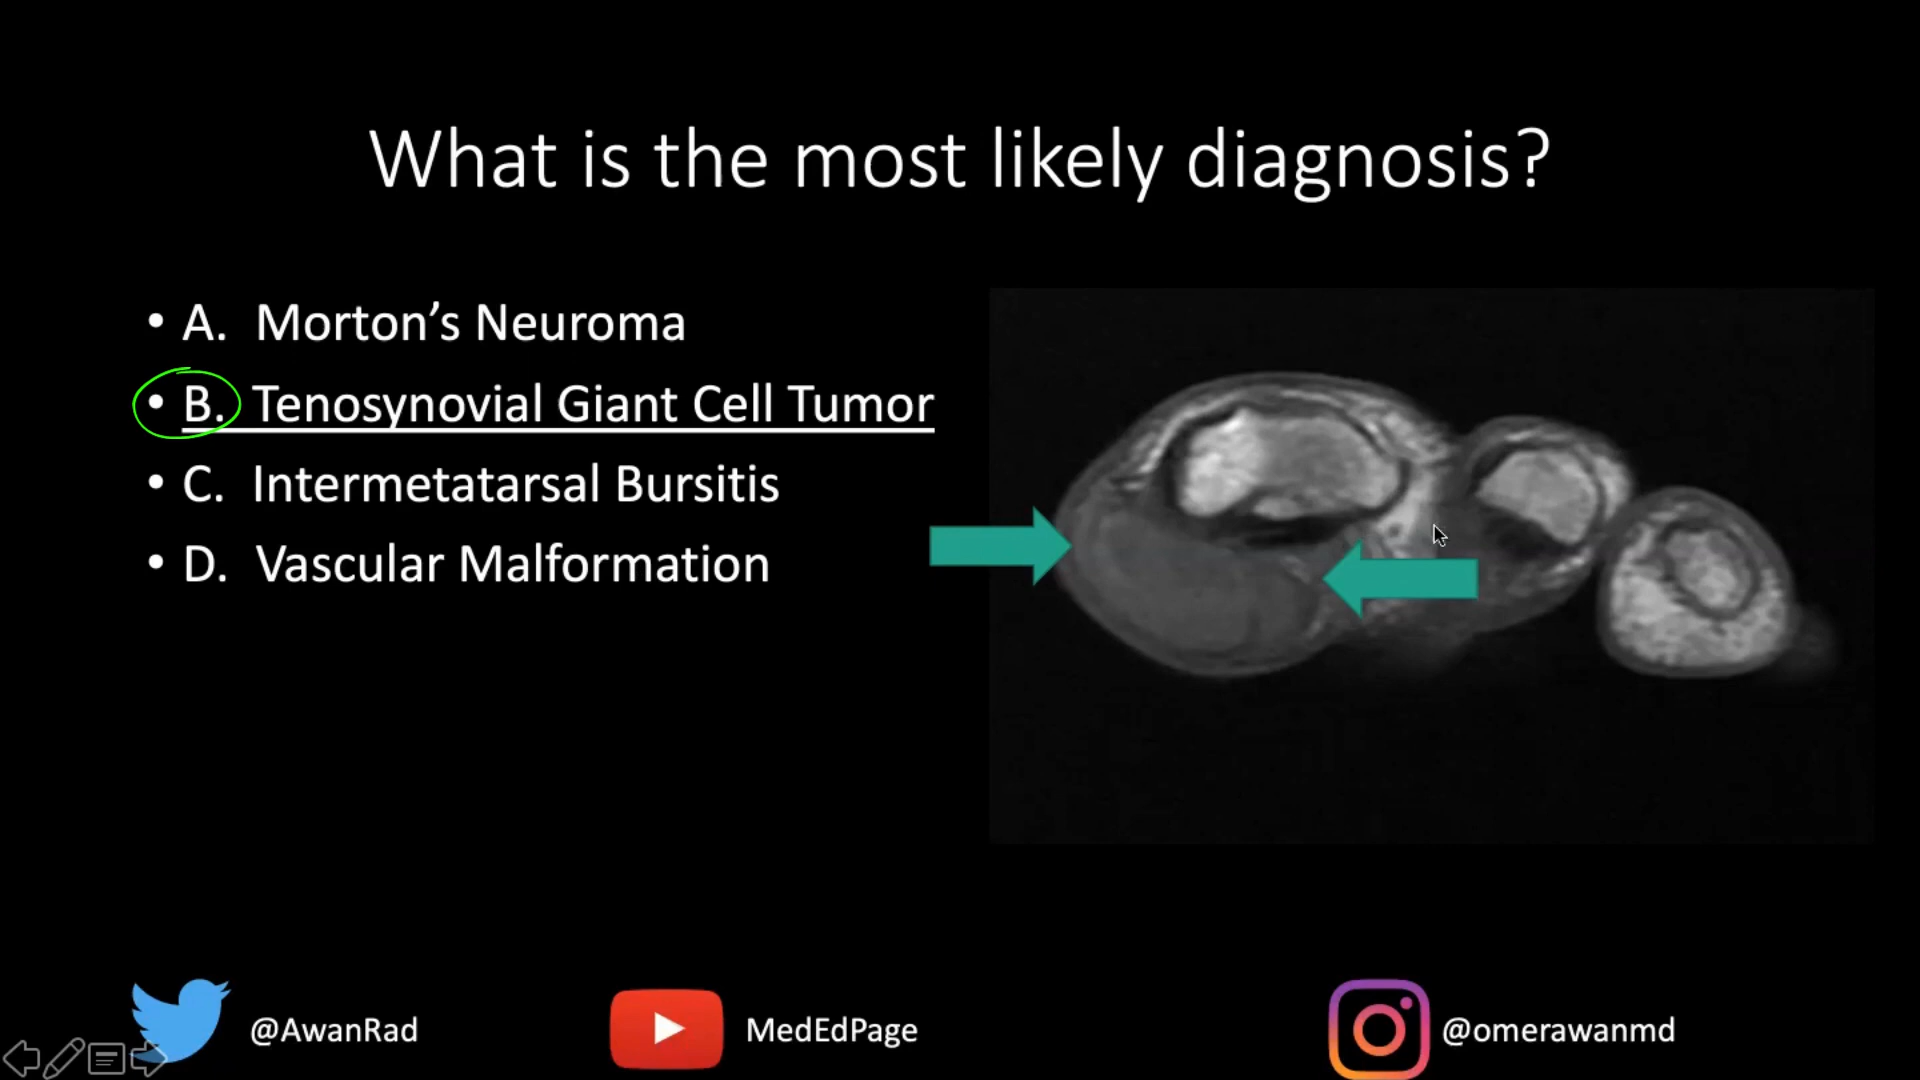 What is the most likely diagnosis?
• A. Morton’s Neuroma
• B. Tenosynovial Giant Cell Tumor
• C. Intermetatarsal Bursitis
• D. Vascular Malformation
@AwanRad
MedEdPage
@omerawanmd